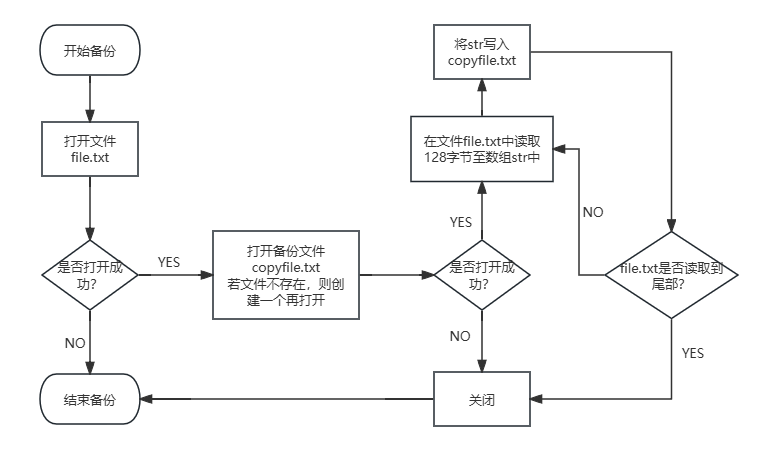 开始备份
打开文件
file.txt
是否打开成
功?
YES
NO
结束备份
打开备份文件
copyfile.txt
若文件不存在，则创
建一个再打开
是否打开成
功?
YES
NO
关闭
在文件file.txt中读取
128字节至数组str中
将str写入
copyfile.txt
file.txt是否读取到
尾部?
NO
YES